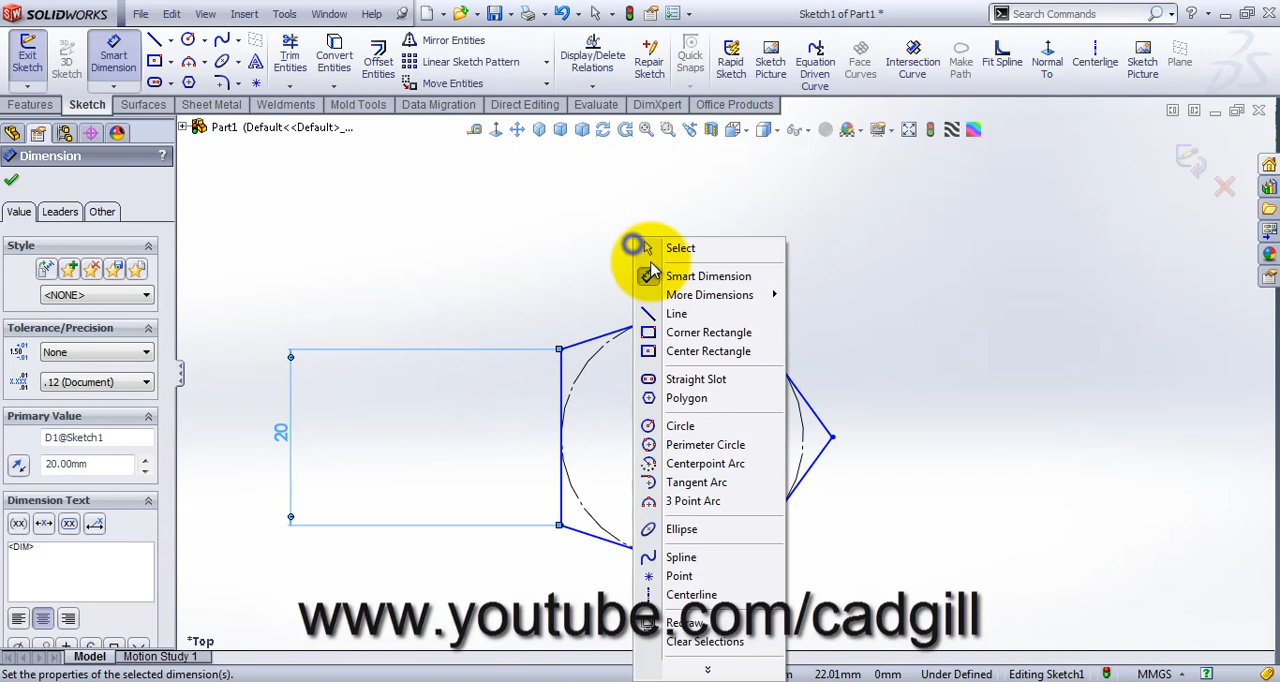 SOLIDWORKS File Edit View Insert Tools Window Help Sketch1 of Part1 * Search Commands
Exit Sketch 3D Sketch Smart Dimension Trim Entities Convert Entities Offset Entities Mirror Entities Linear Sketch Pattern Move Entities Display/Delete Relations Repair Sketch Quick Snaps Rapid Sketch Sketch Picture Equation Driven Curve Face Curves Intersection Curve Make Path Fit Spline Normal To Centerline Sketch Picture Plane
Features Sketch Surfaces Sheet Metal Weldments Mold Tools Data Migration Direct Editing Evaluate DimXpert Office Products
Part1 (Default<<Default>_...
Dimension ?
Value Leaders Other
Style
<NONE>
Tolerance/Precision
None
.12 (Document)
Primary Value
D1@Sketch1
20.00mm
Dimension Text
<DIM>
20
Select
Smart Dimension
More Dimensions
Line
Corner Rectangle
Center Rectangle
Straight Slot
Polygon
Circle
Perimeter Circle
Centerpoint Arc
Tangent Arc
3 Point Arc
Ellipse
Spline
Point
Centerline
Redraw
Clear Selections
www.youtube.com/cadgill
*Top
Model Motion Study 1
Set the properties of the selected dimension(s). 22.01mm 0mm Under Defined Editing Sketch1 MMGS